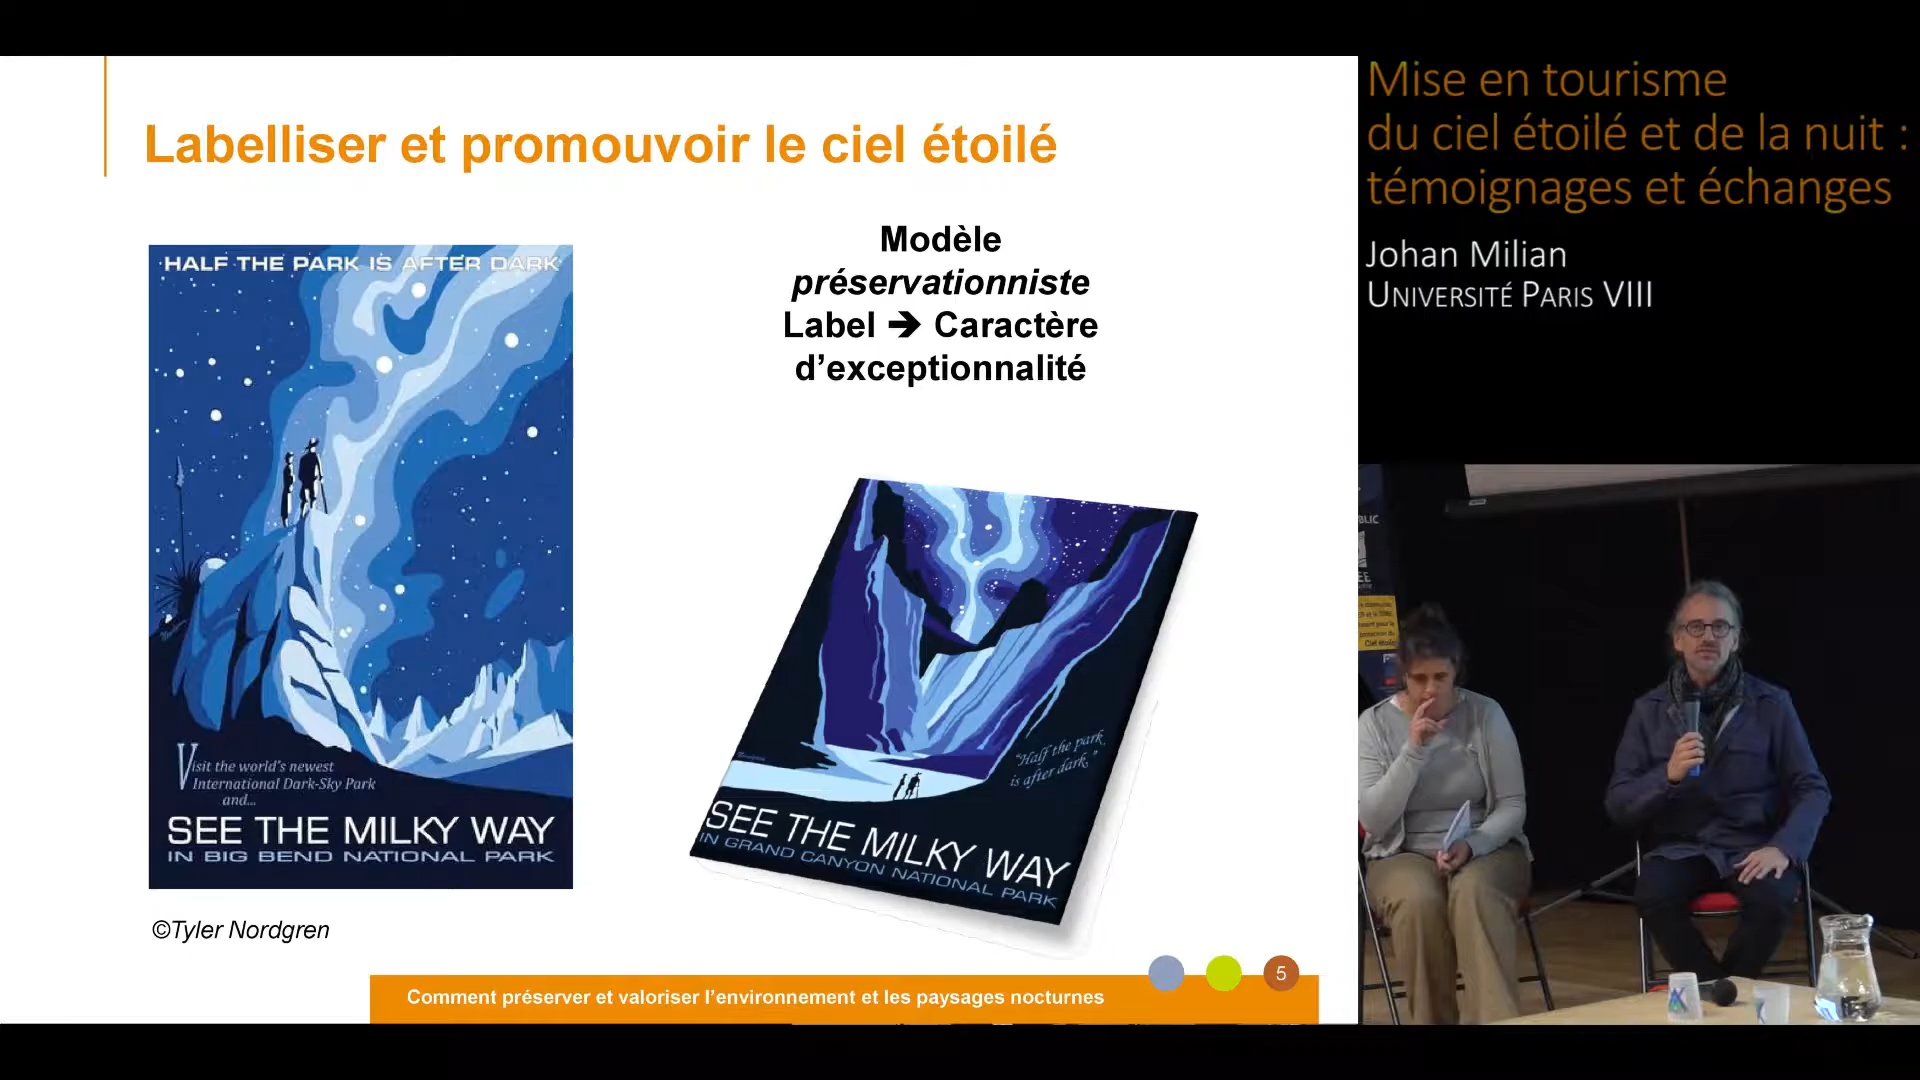 Labelliser et promouvoir le ciel étoilé
HALF THE PARK IS AFTER DARK
Visit the world's newest
International Dark-Sky Park
and...
SEE THE MILKY WAY
IN BIG BEND NATIONAL PARK
©Tyler Nordgren
Modèle
préservationniste
Label ➔ Caractère
d'exceptionnalité
"Half the park
is after dark."
SEE THE MILKY WAY
IN GRAND CANYON NATIONAL PARK
Comment préserver et valoriser l'environnement et les paysages nocturnes
5
Mise en tourisme
du ciel étoilé et de la nuit :
témoignages et échanges
Johan Milian
UNIVERSITÉ PARIS VIII
BLIC
Ciel étoilé